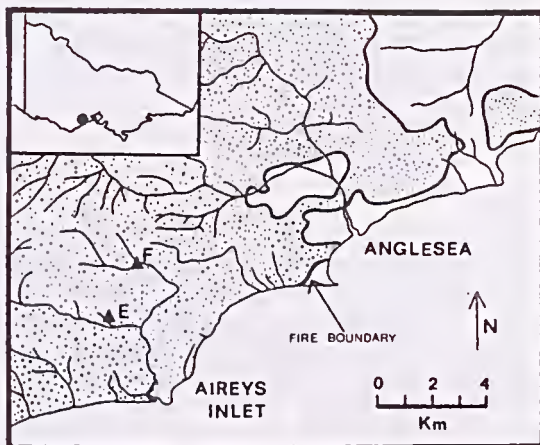 F
E
ANGLESEA
FIRE BOUNDARY
N
AIREYS
INLET
0 2 4
Km